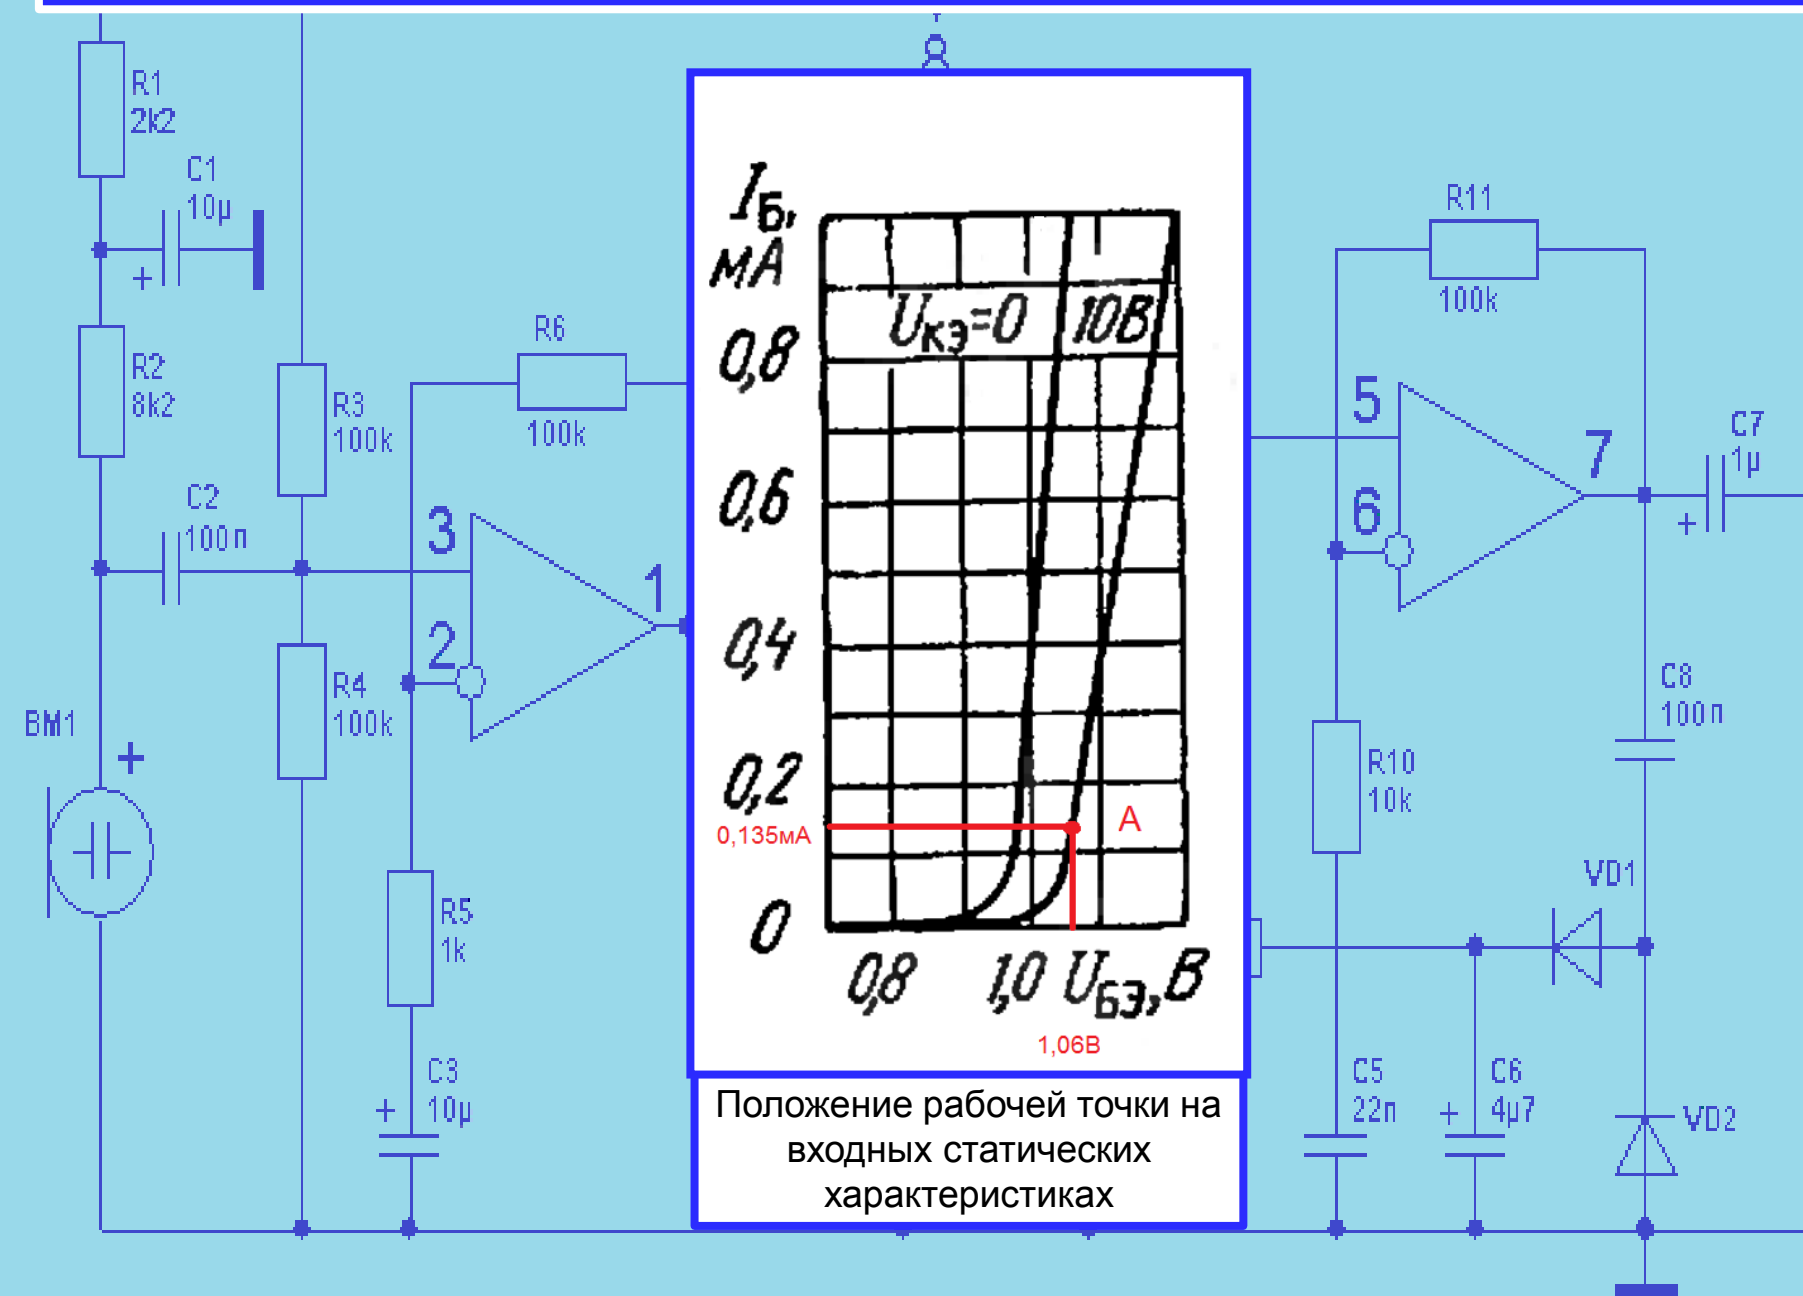 R1
2k2
C1
10µ
+
R2
8k2
R3
100k
C2
100п
R4
100k
BM1
+
R6
100k
3
2
1
R5
1k
C3
+
10µ
Iб,
мА
0,8
0,6
0,4
0,2
0,135мА
0
Uкэ=0
10В
А
0,8
1,0
Uбэ,В
1,06В
Положение рабочей точки на
входных статических
характеристиках
R11
100k
5
6
7
C7
1µ
+
C8
100п
R10
10k
VD1
C5
22п
C6
+
4µ7
VD2